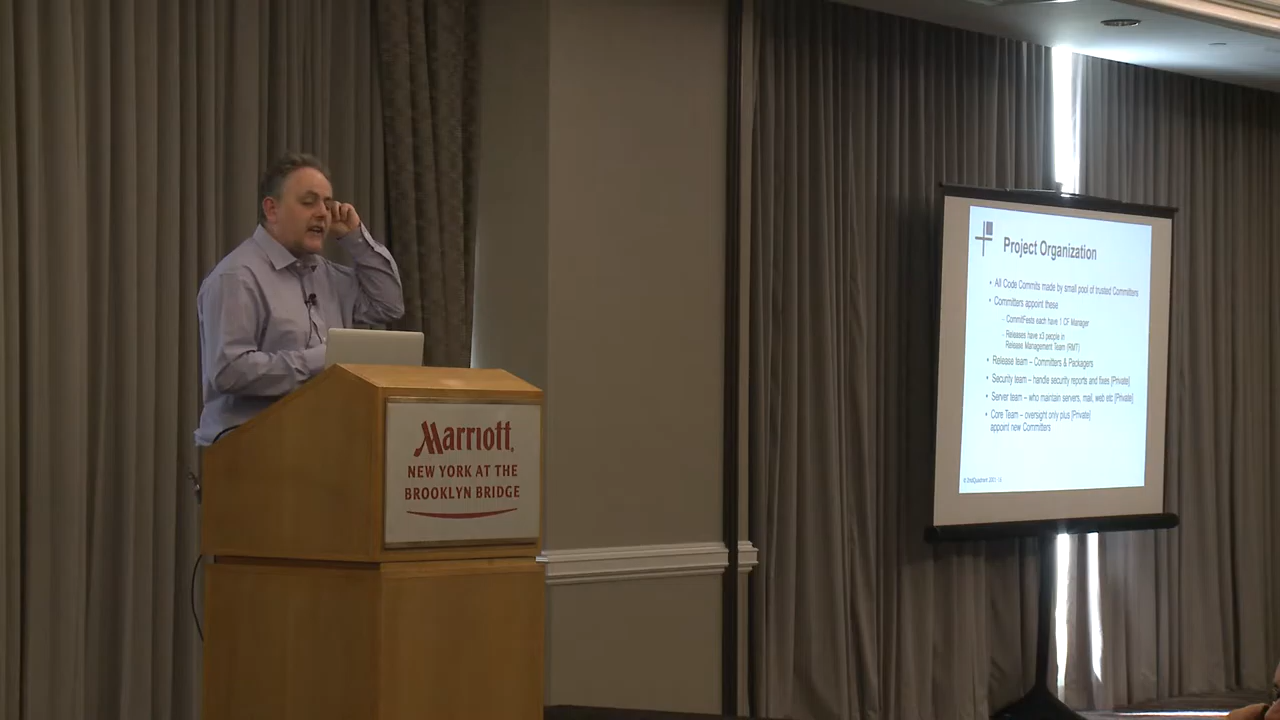 Marriott.
NEW YORK AT THE
BROOKLYN BRIDGE
Project Organization
• All Code Commits made by small pool of trusted Committers
• Committers appoint these
– CommitFests each have 1 CF Manager
– Releases have x3 people in
Release Management Team (RMT)
• Release team – Committers & Packagers
• Security team – handle security reports and fixes [Private]
• Server team – who maintain servers, mail, web etc [Private]
• Core Team – oversight only plus [Private]
appoint new Committers
© 2ndQuadrant